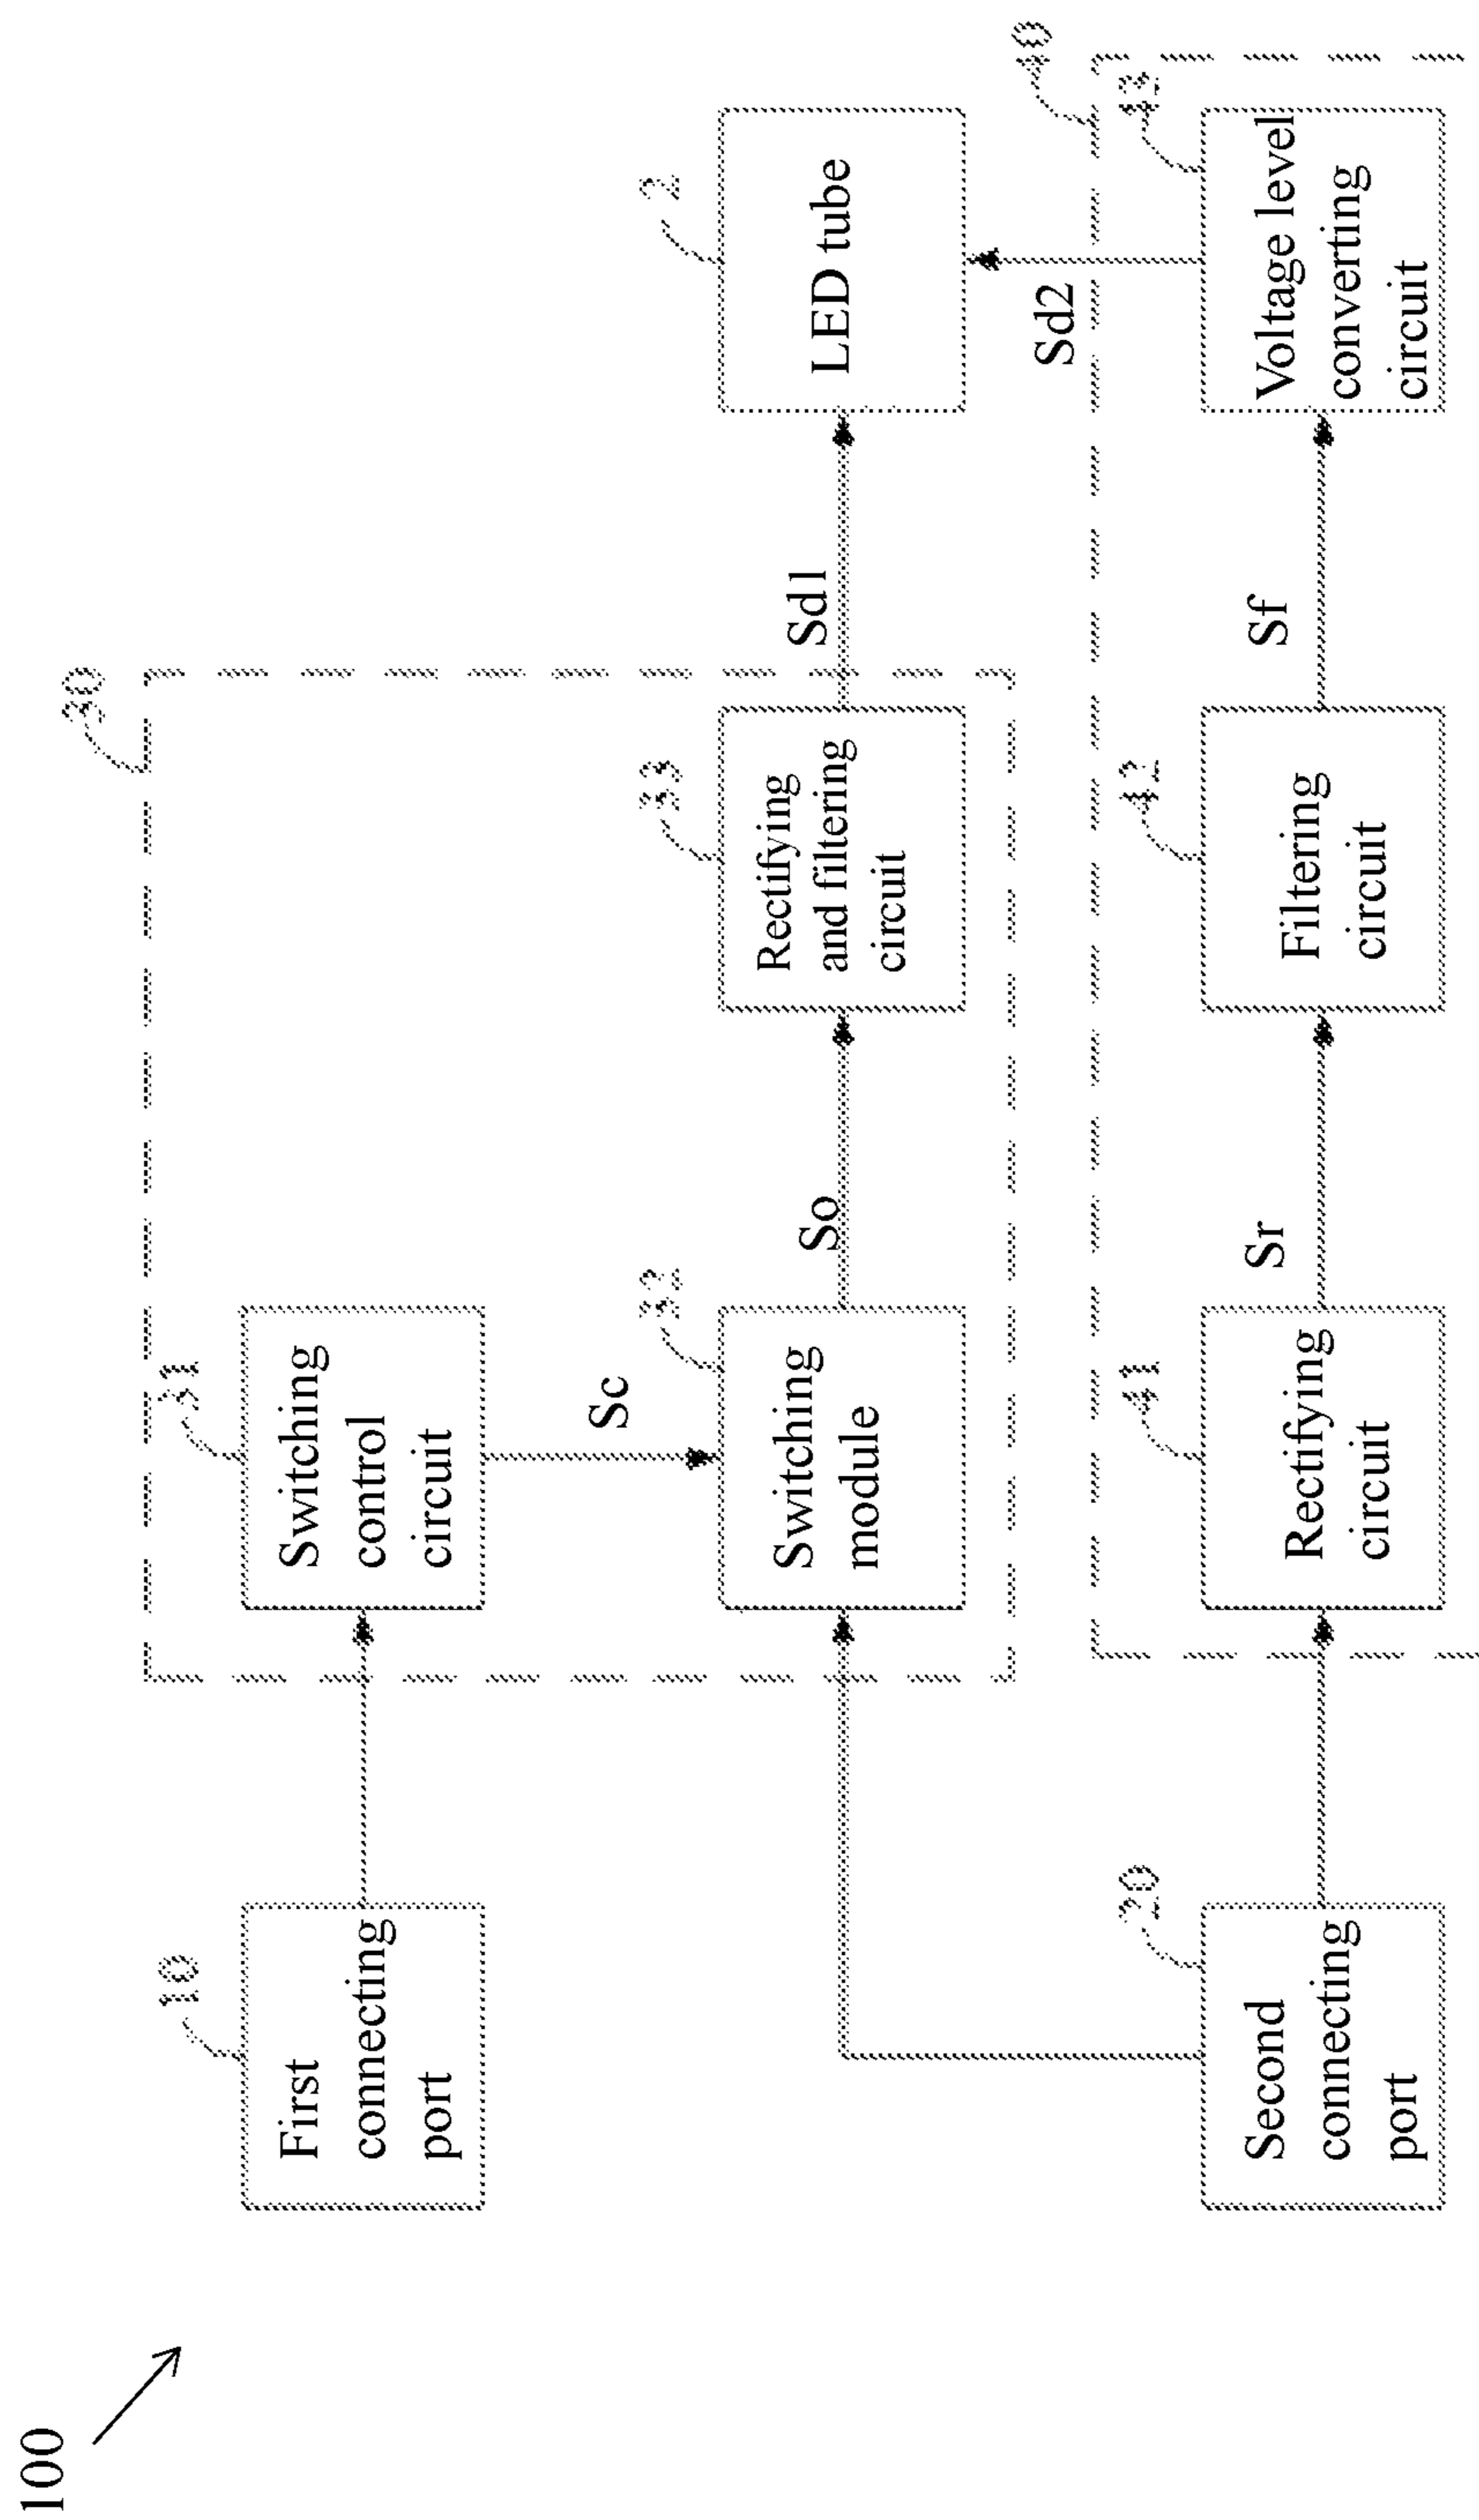 100
30
10
First
connecting
port
31
Switching
control
circuit
Sc
32
Switching
module
So
33
Rectifying
and filtering
circuit
Sd1
2
LED tube
Sd2
40
20
Second
connecting
port
41
Rectifying
circuit
Sr
42
Filtering
circuit
Sf
43
Voltage level
converting
circuit